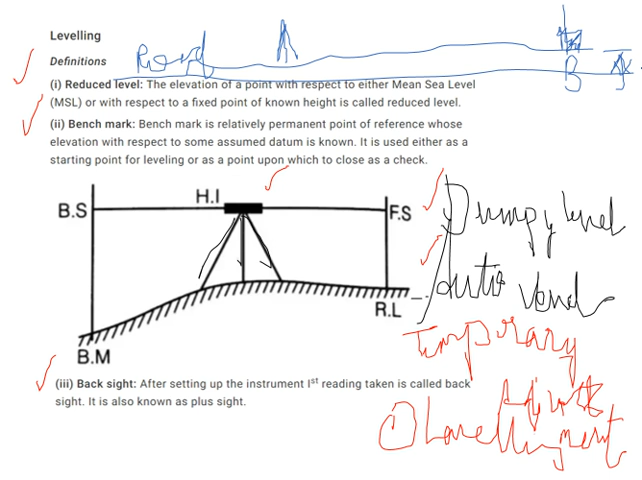 Levelling
Road
Definitions
B
(i) Reduced level: The elevation of a point with respect to either Mean Sea Level
(MSL) or with respect to a fixed point of known height is called reduced level.
(ii) Bench mark: Bench mark is relatively permanent point of reference whose
elevation with respect to some assumed datum is known. It is used either as a
starting point for leveling or as a point upon which to close as a check.
H.I
B.S
F.S
Dumpy level
Auto level
R.L
Temporary
B.M
(iii) Back sight: After setting up the instrument Ist reading taken is called back
sight. It is also known as plus sight.
① Levelling